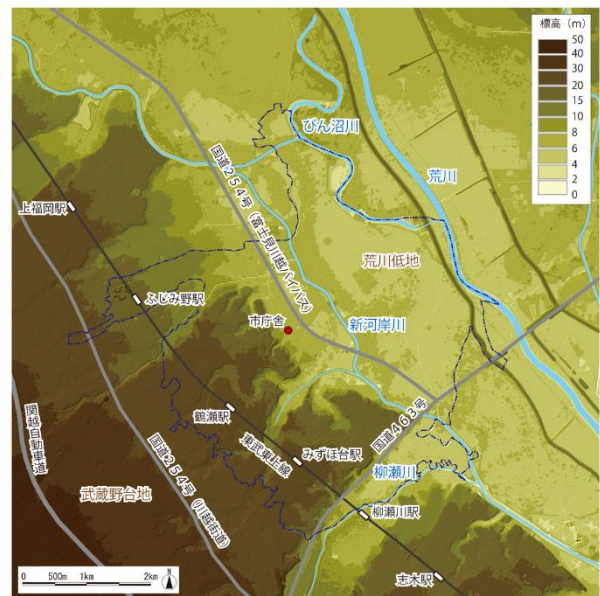 標高（m）
50
40
30
20
15
10
8
6
4
2
0
びん沼川
荒川
国道２５４号（富士見川越バイパス）
上福岡駅
荒川低地
ふじみ野駅
市庁舎
新河岸川
鶴瀬駅
国道４６３号
関越自動車道
東武東上線
みずほ台駅
国道２５４号（川越街道）
柳瀬川
武蔵野台地
柳瀬川駅
志木駅
0 500m 1km 2km N